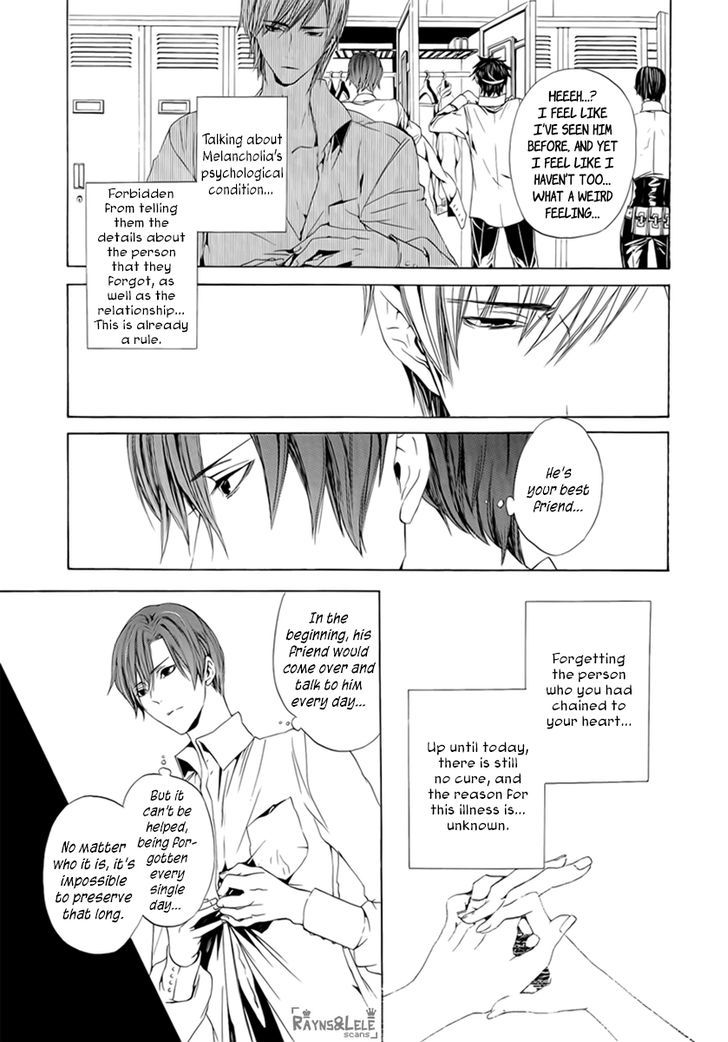 HEEEH...?
I FEEL LIKE
I'VE SEEN HIM
BEFORE. AND YET
I FEEL LIKE I
HAVEN'T TOO...
WHAT A WEIRD
FEELING...
Talking about
Melancholia's
psychological
condition...
Forbidden
from telling
them the
details about
the person
that they
forgot, as
well as the
relationship...
This is already
a rule.
He's
your best
friend...
Forgetting
the person
who you had
chained to
your heart...
Up until today,
there is still
no cure, and
the reason for
this illness is...
unknown.
In the
beginning, his
friend would
come over and
talk to him
every day...
But it
can't be
helped,
being for-
gotten
every
single
day...
No matter
who it is, it's
impossible
to preserve
that long.
RAYNS&LELE
scans